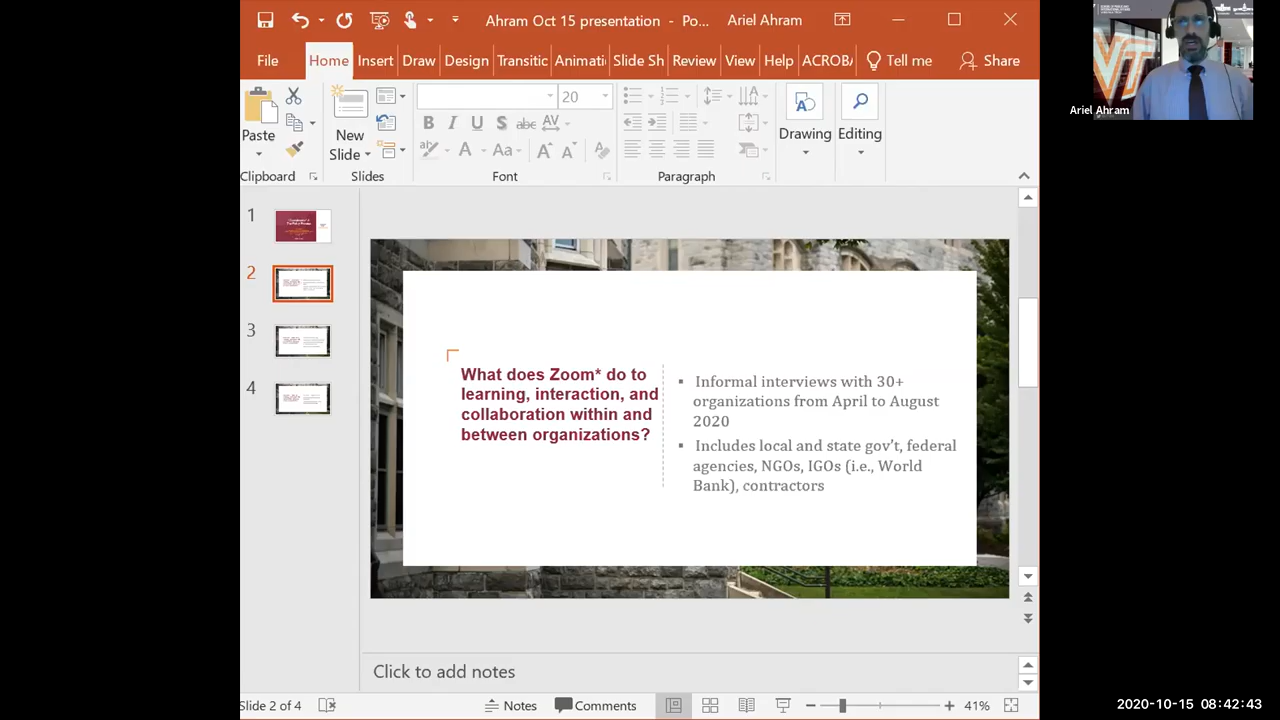 Ahram Oct 15 presentation - Po...
Ariel Ahram
File
Home
Insert
Draw
Design
Transitic
Animati
Slide Sh
Review
View
Help
ACROB
Tell me
Share
Paste
New
Slide
20
B I U S abc AV
Aa
A
Drawing
Editing
Clipboard
Slides
Font
Paragraph
Ariel Ahram
1
2
3
4
What does Zoom* do to
learning, interaction, and
collaboration within and
between organizations?
▪ Informal interviews with 30+
organizations from April to August
2020
▪ Includes local and state gov't, federal
agencies, NGOs, IGOs (i.e., World
Bank), contractors
Click to add notes
Slide 2 of 4
Notes
Comments
41%
2020-10-15 08:42:43